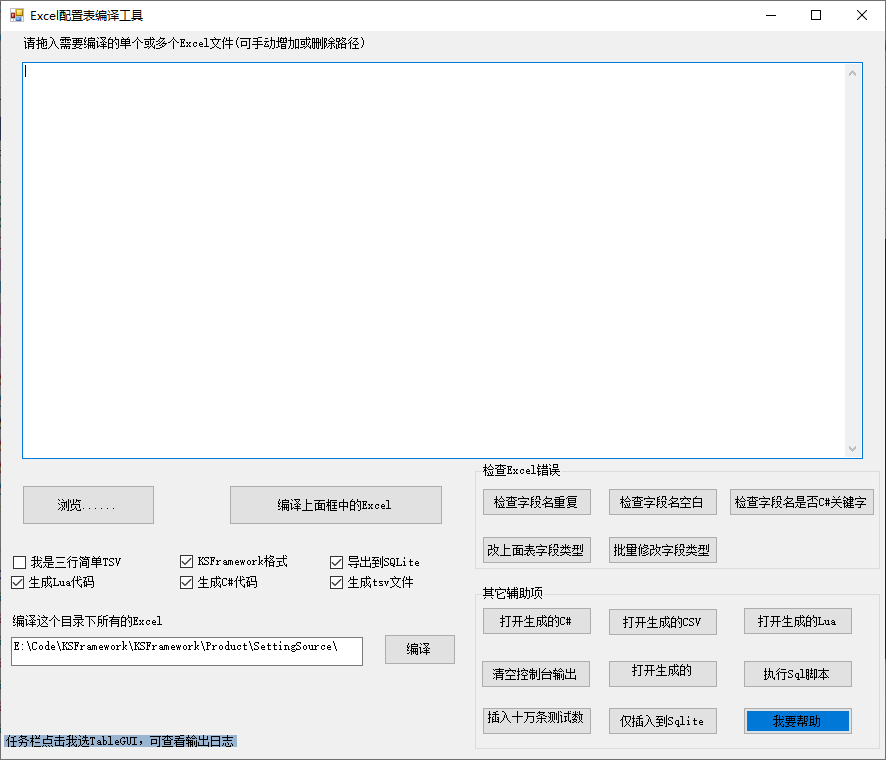 Excel配置表编译工具
请拖入需要编译的单个或多个Excel文件(可手动增加或删除路径)
浏览......
编译上面框中的Excel
我是三行简单TSV
KSFramework格式
导出到SQLite
生成Lua代码
生成C#代码
生成tsv文件
编译这个目录下所有的Excel
E:\Code\KSFramework\KSFramework\Product\SettingSource\
编译
任务栏点击我选TableGUI，可查看输出日志
检查Excel错误
检查字段名重复
检查字段名空白
检查字段名是否C#关键字
改上面表字段类型
批量修改字段类型
其它辅助项
打开生成的C#
打开生成的CSV
打开生成的Lua
清空控制台输出
打开生成的
执行Sql脚本
插入十万条测试数
仅插入到Sqlite
我要帮助